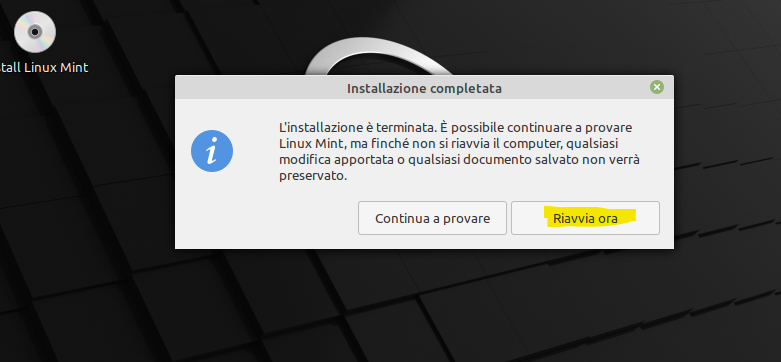 tall Linux Mint
Installazione completata
L'installazione è terminata. È possibile continuare a provare
Linux Mint, ma finché non si riavvia il computer, qualsiasi
modifica apportata o qualsiasi documento salvato non verrà
preservato.
Continua a provare
Riavvia ora